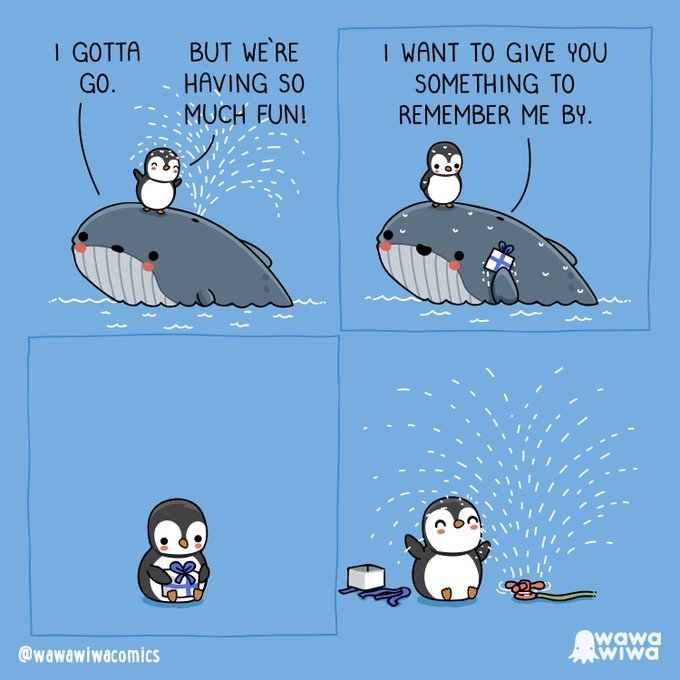 I GOTTA
GO.
BUT WE'RE
HAVING SO
MUCH FUN!
I WANT TO GIVE YOU
SOMETHING TO
REMEMBER ME BY.
@wawawiwacomics
wawa
wiwa